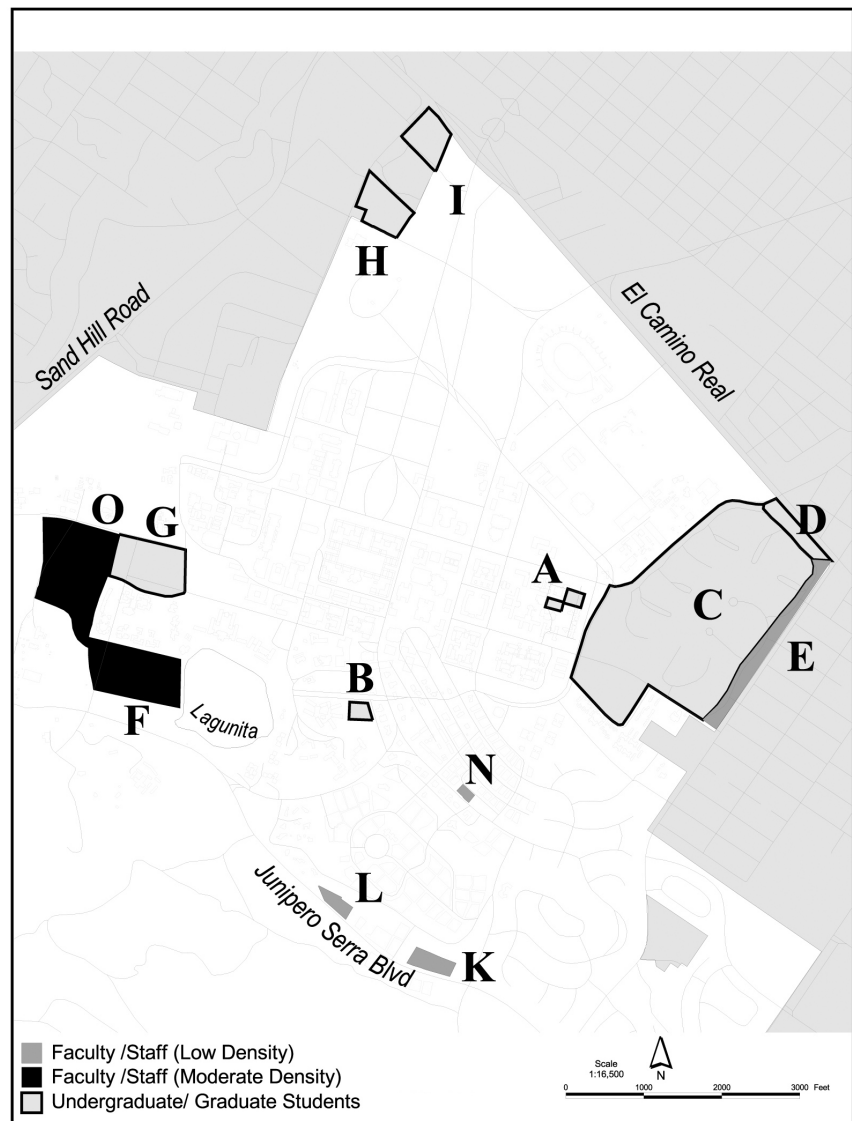 I
H
El Camino Real
Sand Hill Road
O
G
D
A
C
E
B
Lagunita
F
N
L
Junipero Serra Blvd
K
Faculty /Staff (Low Density)
Faculty /Staff (Moderate Density)
Undergraduate/ Graduate Students
Scale
1:16,500
N
0 1000 2000 3000 Feet